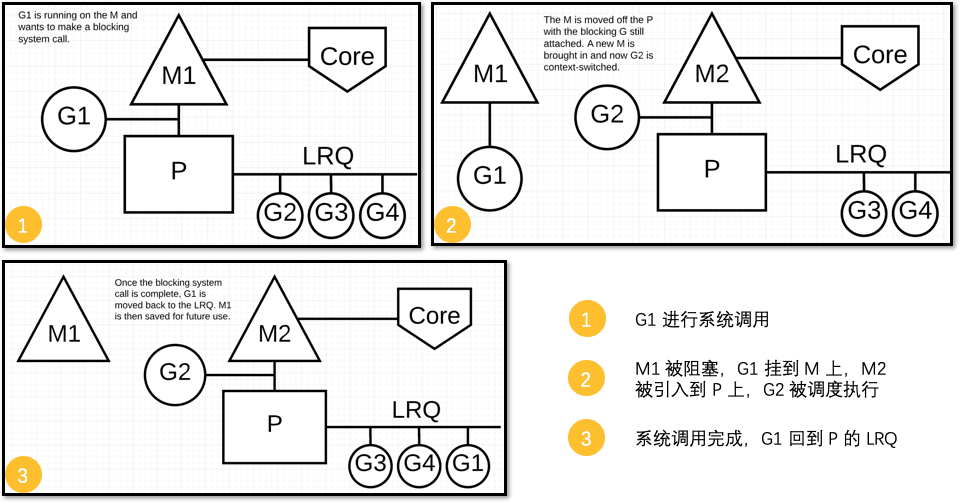 G1 is running on the M and
wants to make a blocking
system call.
M1
Core
G1
P
LRQ
G2
G3
G4
1
The M is moved off the P
with the blocking G still
attached. A new M is
brought in and now G2 is
context-switched.
M1
M2
Core
G2
G1
P
LRQ
G3
G4
2
Once the blocking system
call is complete, G1 is
moved back to the LRQ. M1
is then saved for future use.
M1
M2
Core
G2
P
LRQ
G3
G4
G1
3
1
G1 进行系统调用
2
M1 被阻塞，G1 挂到 M 上，M2
被引入到 P 上，G2 被调度执行
3
系统调用完成，G1 回到 P 的 LRQ